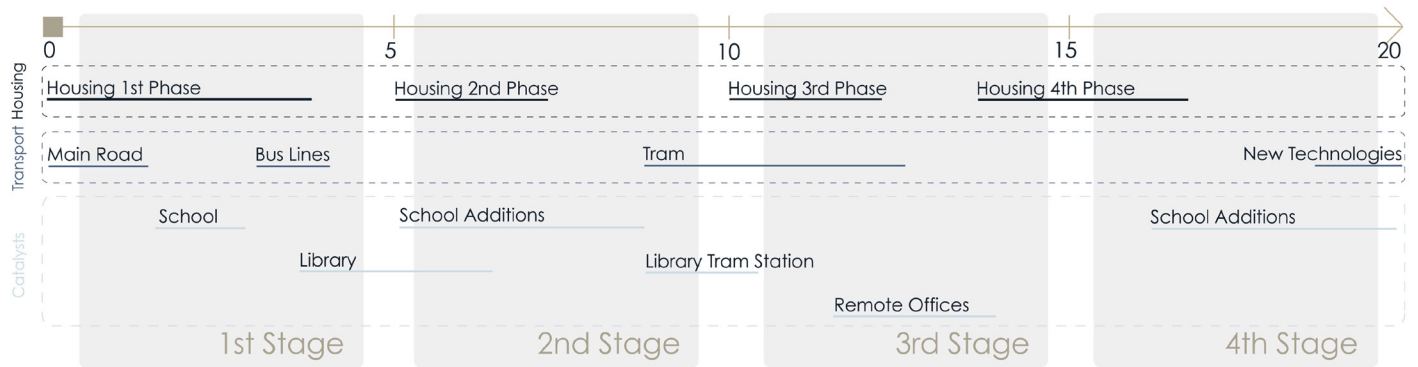 0 5 10 15 20
Housing
Housing 1st Phase Housing 2nd Phase Housing 3rd Phase Housing 4th Phase
Transport
Main Road Bus Lines Tram New Technologies
Catalysts
School School Additions School Additions
Library Library Tram Station
Remote Offices
1st Stage 2nd Stage 3rd Stage 4th Stage